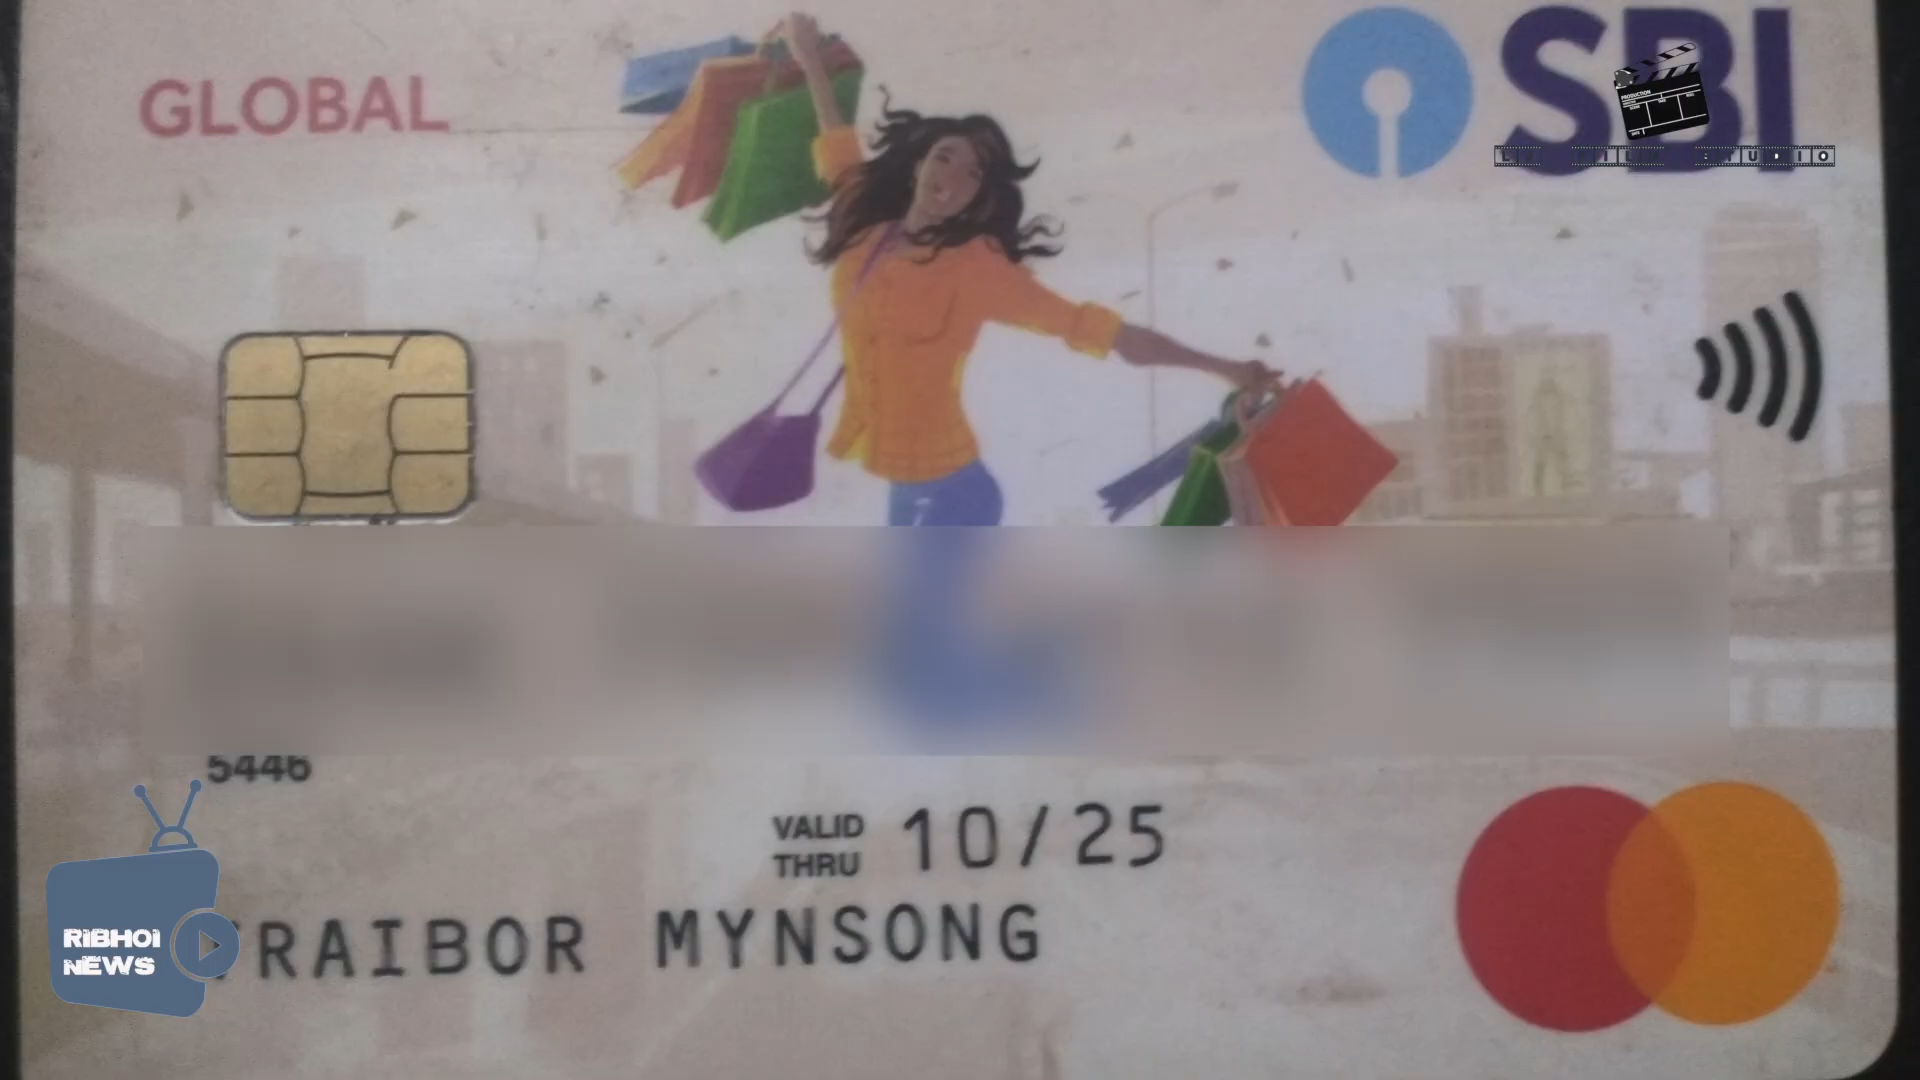 GLOBAL
SBI
5446
VALID THRU 10/25
RAIBOR MYNSONG
RIBHOI
NEWS